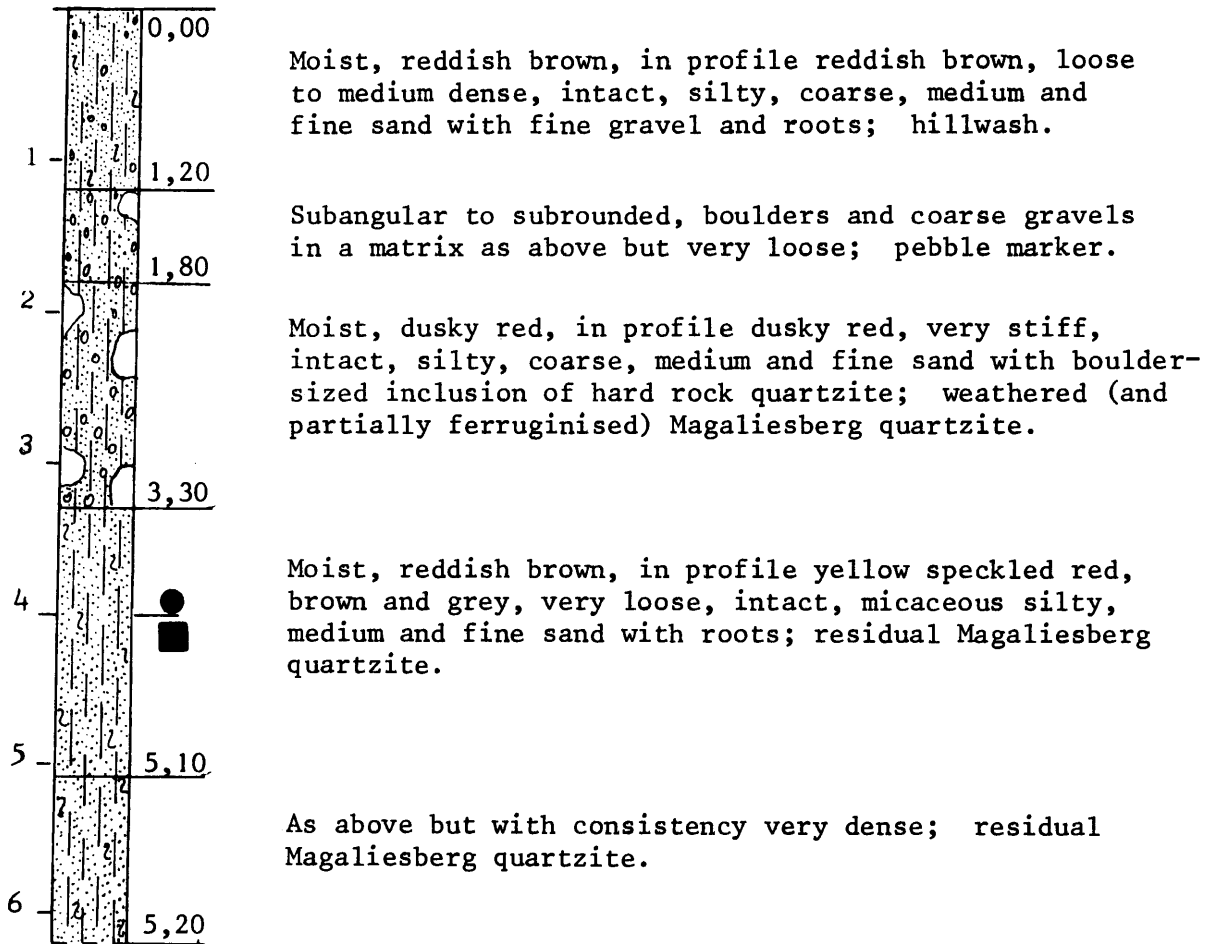 0,00
Moist, reddish brown, in profile reddish brown, loose
to medium dense, intact, silty, coarse, medium and
fine sand with fine gravel and roots; hillwash.
1
1,20
Subangular to subrounded, boulders and coarse gravels
in a matrix as above but very loose; pebble marker.
1,80
2
Moist, dusky red, in profile dusky red, very stiff,
intact, silty, coarse, medium and fine sand with boulder-
sized inclusion of hard rock quartzite; weathered (and
partially ferruginised) Magaliesberg quartzite.
3
3,30
Moist, reddish brown, in profile yellow speckled red,
brown and grey, very loose, intact, micaceous silty,
medium and fine sand with roots; residual Magaliesberg
quartzite.
4
5
5,10
As above but with consistency very dense; residual
Magaliesberg quartzite.
6
5,20